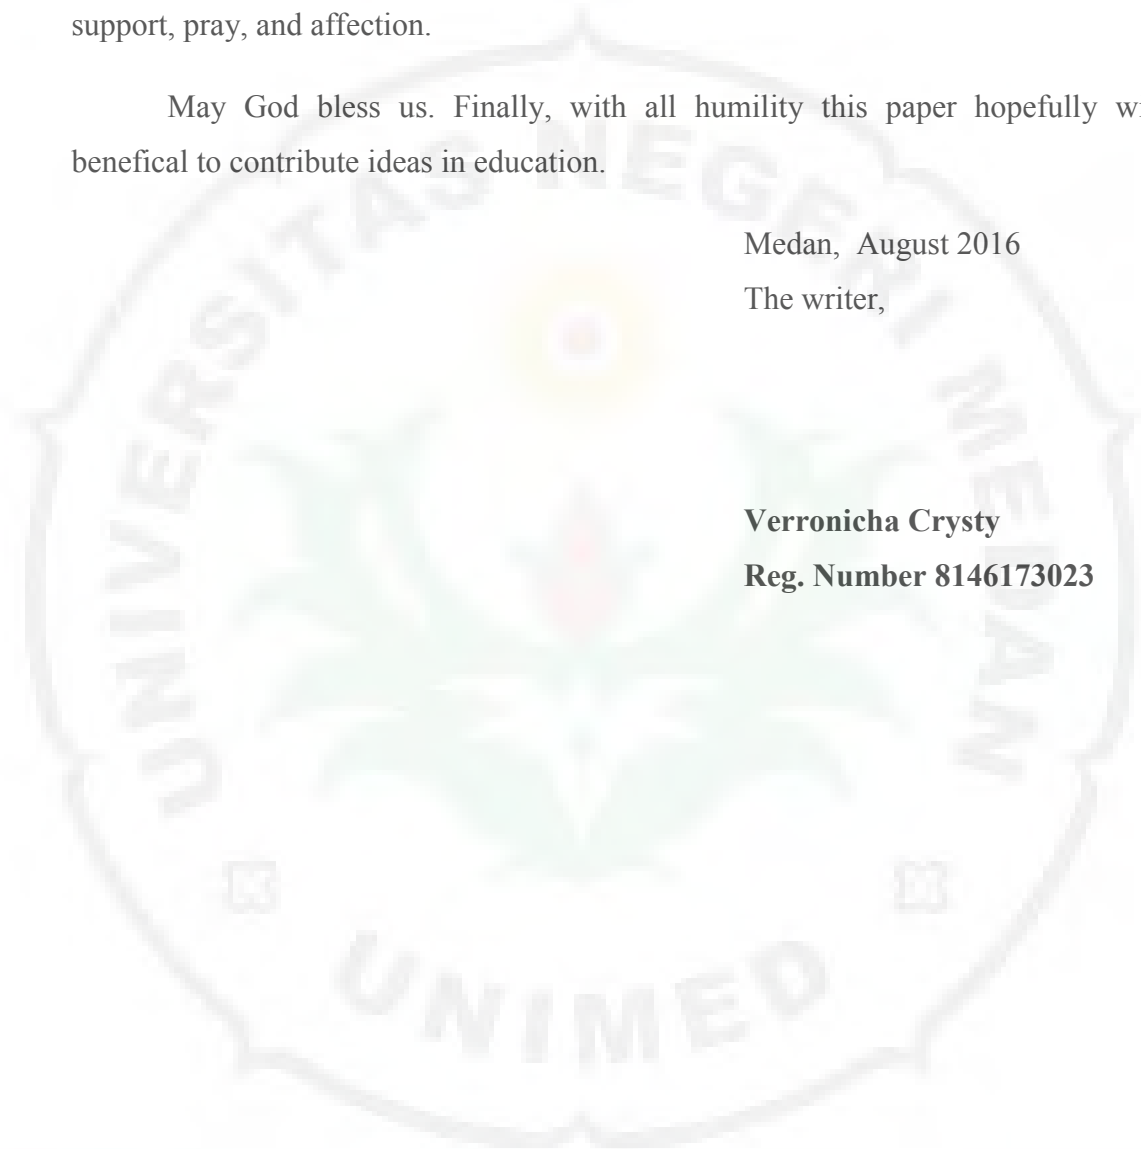 support, pray, and affection.
May God bless us. Finally, with all humility this paper hopefully
benefical to contribute ideas in education.
Medan, August 2016
The writer,
Verronicha Crysty
Reg. Number 8146173023
UNIVERSITAS NEGERI MEDAN
UNIMED